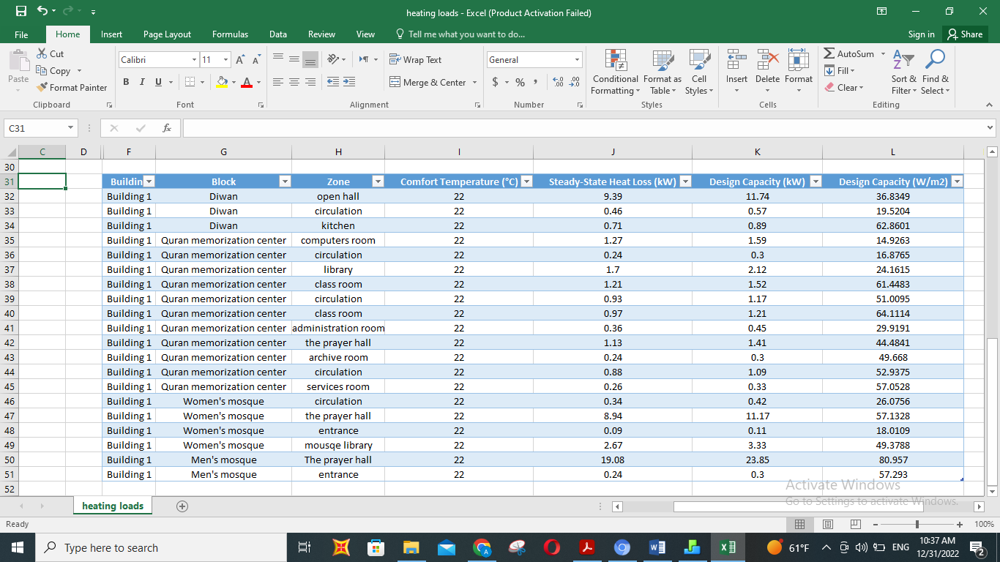 heating loads - Excel (Product Activation Failed)
File Home Insert Page Layout Formulas Data Review View Tell me what you want to do... Sign in Share
Cut
Copy
Format Painter
Paste
Clipboard
Calibri 11
B I U
Font
Wrap Text
Merge & Center
Alignment
General
$ % ,
Number
Conditional Formatting
Format as Table
Cell Styles
Styles
Insert Delete Format
Cells
AutoSum
Fill
Clear
Sort & Filter
Find & Select
Editing
C31 fx
C D F G H I J K L
30
31 Buildin Block Zone Comfort Temperature (°C) Steady-State Heat Loss (kW) Design Capacity (kW) Design Capacity (W/m2)
32 Building 1 Diwan open hall 22 9.39 11.74 36.8349
33 Building 1 Diwan circulation 22 0.46 0.57 19.5204
34 Building 1 Diwan kitchen 22 0.71 0.89 62.8601
35 Building 1 Quran memorization center computers room 22 1.27 1.59 14.9263
36 Building 1 Quran memorization center circulation 22 0.24 0.3 16.8765
37 Building 1 Quran memorization center library 22 1.7 2.12 24.1615
38 Building 1 Quran memorization center class room 22 1.21 1.52 61.4483
39 Building 1 Quran memorization center circulation 22 0.93 1.17 51.0095
40 Building 1 Quran memorization center class room 22 0.97 1.21 64.1114
41 Building 1 Quran memorization center administration room 22 0.36 0.45 29.9191
42 Building 1 Quran memorization center the prayer hall 22 1.13 1.41 44.4841
43 Building 1 Quran memorization center archive room 22 0.24 0.3 49.668
44 Building 1 Quran memorization center circulation 22 0.88 1.09 52.9375
45 Building 1 Quran memorization center services room 22 0.26 0.33 57.0528
46 Building 1 Women's mosque circulation 22 0.34 0.42 26.0756
47 Building 1 Women's mosque the prayer hall 22 8.94 11.17 57.1328
48 Building 1 Women's mosque entrance 22 0.09 0.11 18.0109
49 Building 1 Women's mosque mousqe library 22 2.67 3.33 49.3788
50 Building 1 Men's mosque The prayer hall 22 19.08 23.85 80.957
51 Building 1 Men's mosque entrance 22 0.24 0.3 57.293
52
Activate Windows
Go to Settings to activate Windows.
heating loads
Ready 100%
Type here to search 61°F ENG 10:37 AM
12/31/2022 2